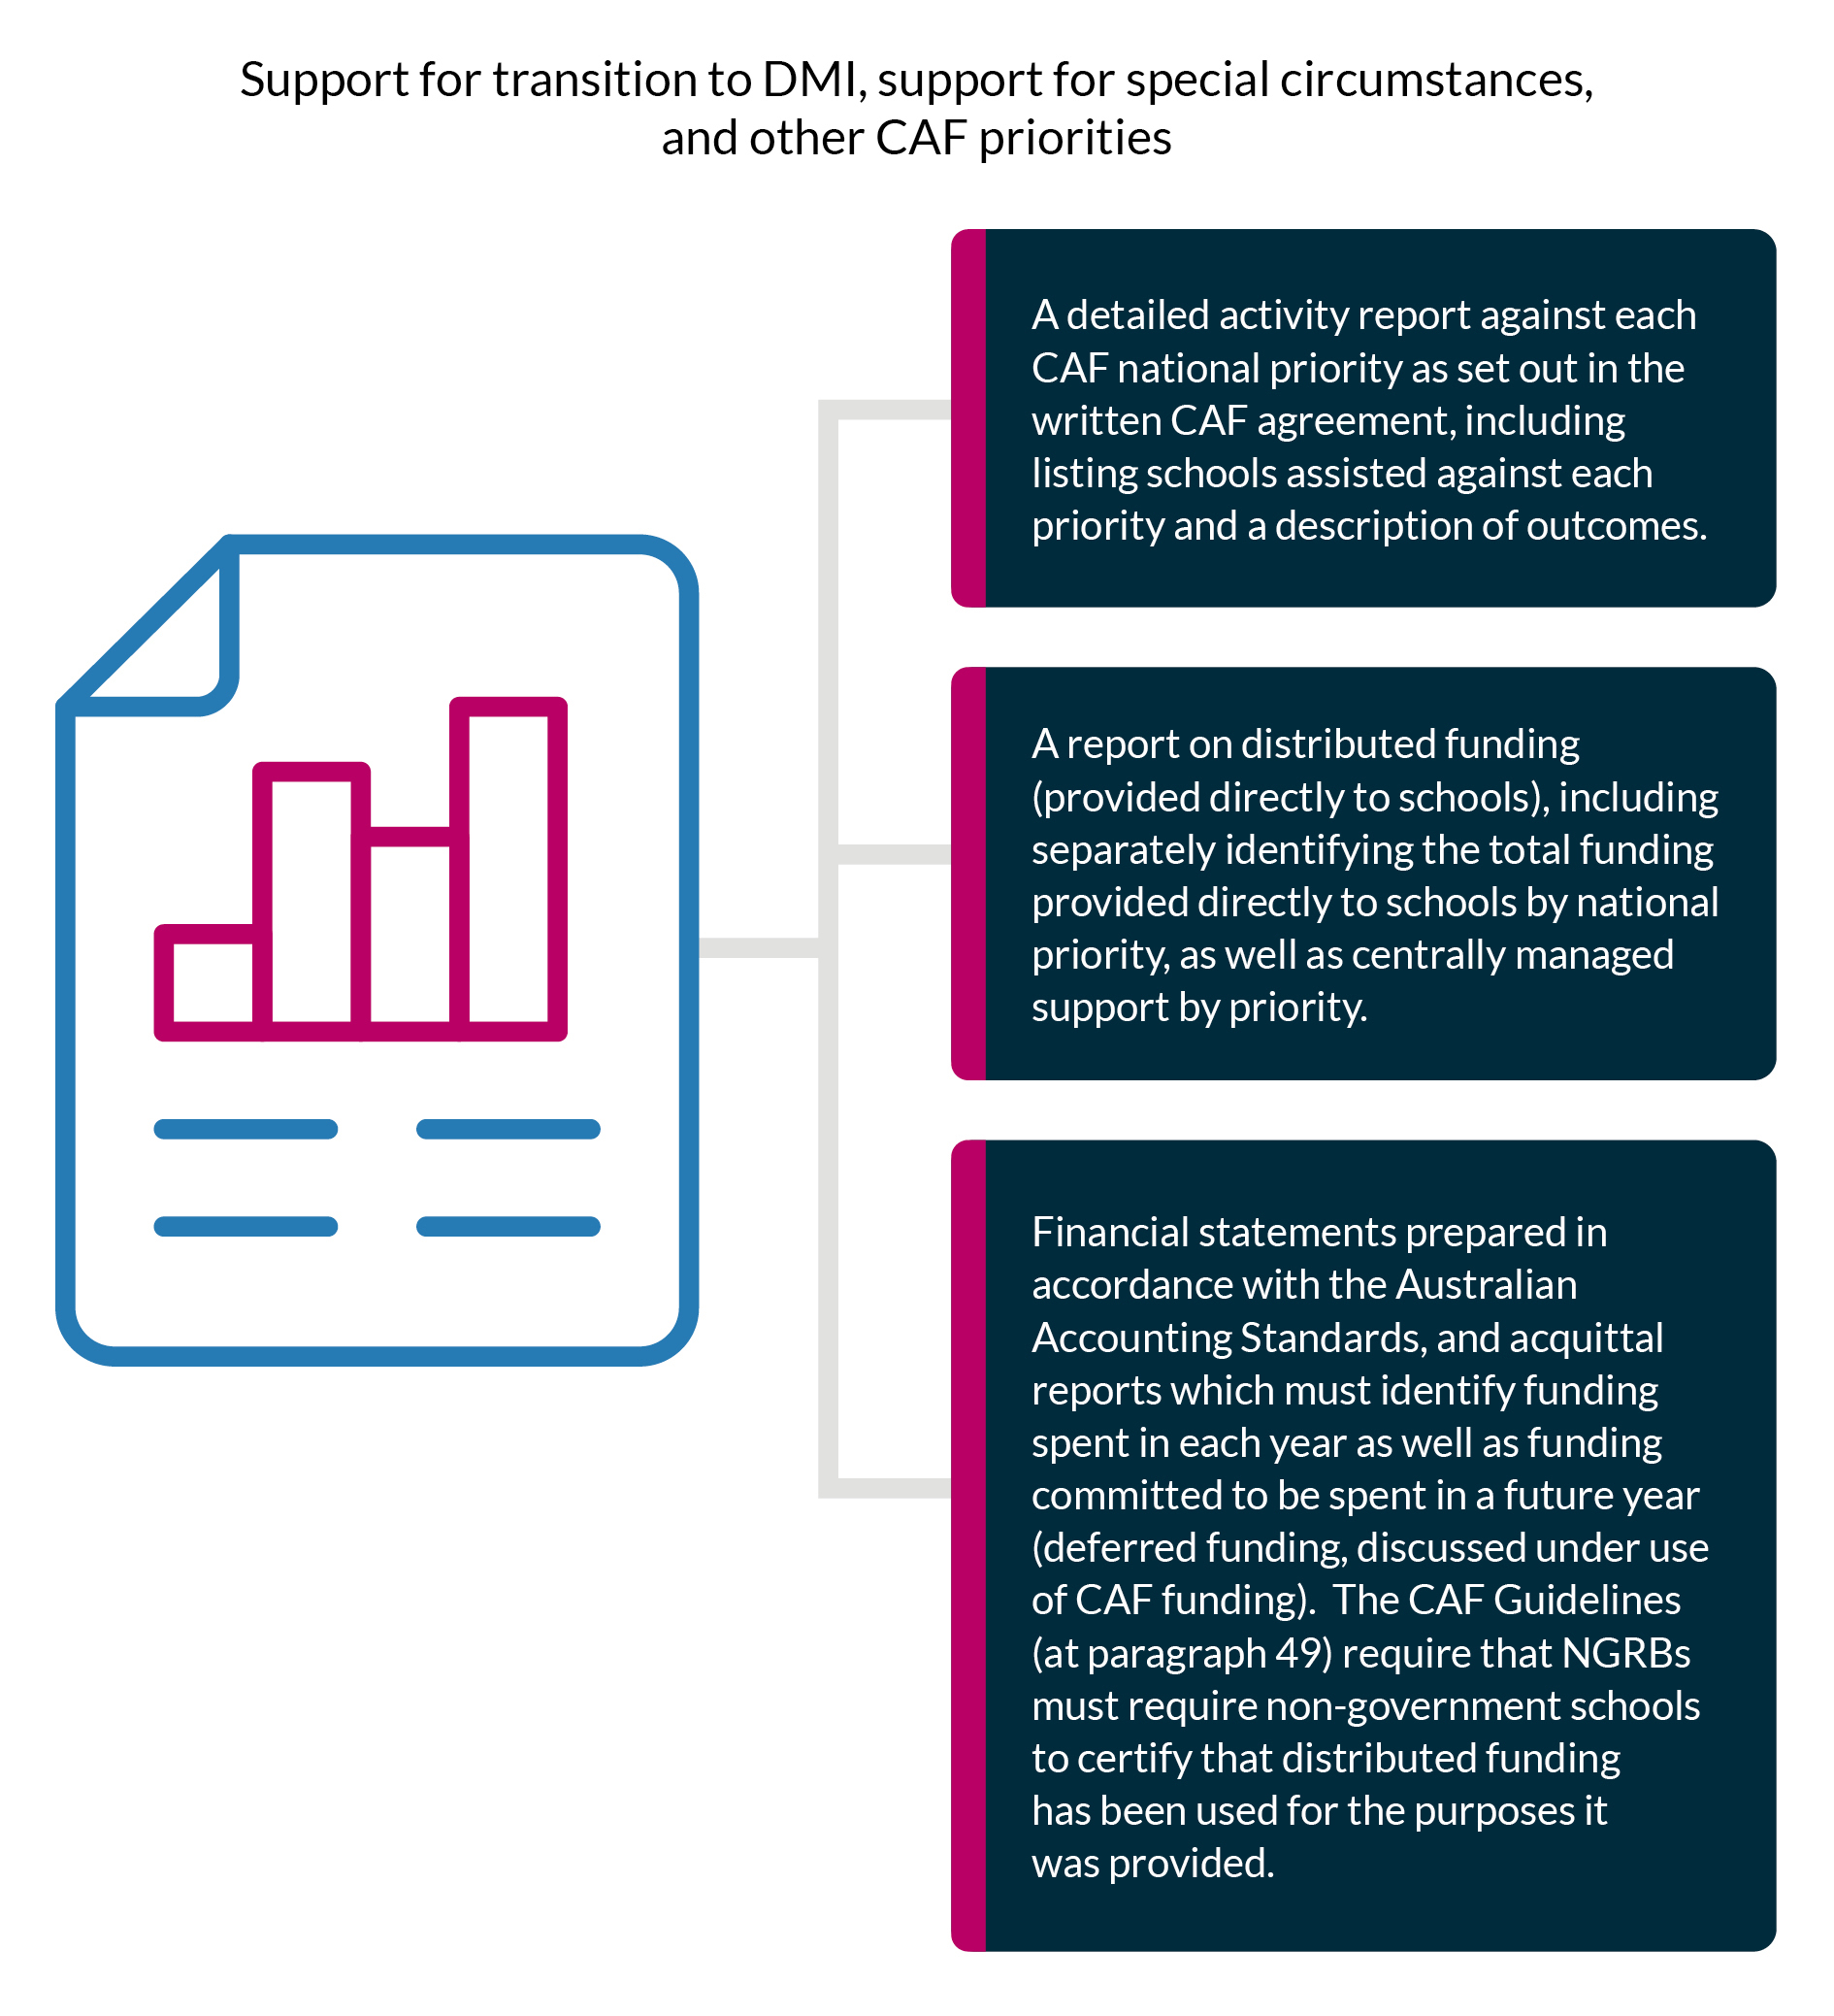 Support for transition to DMI, support for special circumstances,
and other CAF priorities
A detailed activity report against each
CAF national priority as set out in the
written CAF agreement, including
listing schools assisted against each
priority and a description of outcomes.
A report on distributed funding
(provided directly to schools), including
separately identifying the total funding
provided directly to schools by national
priority, as well as centrally managed
support by priority.
Financial statements prepared in
accordance with the Australian
Accounting Standards, and acquittal
reports which must identify funding
spent in each year as well as funding
committed to be spent in a future year
(deferred funding, discussed under use
of CAF funding).  The CAF Guidelines
(at paragraph 49) require that NGRBs
must require non-government schools
to certify that distributed funding
has been used for the purposes it
was provided.